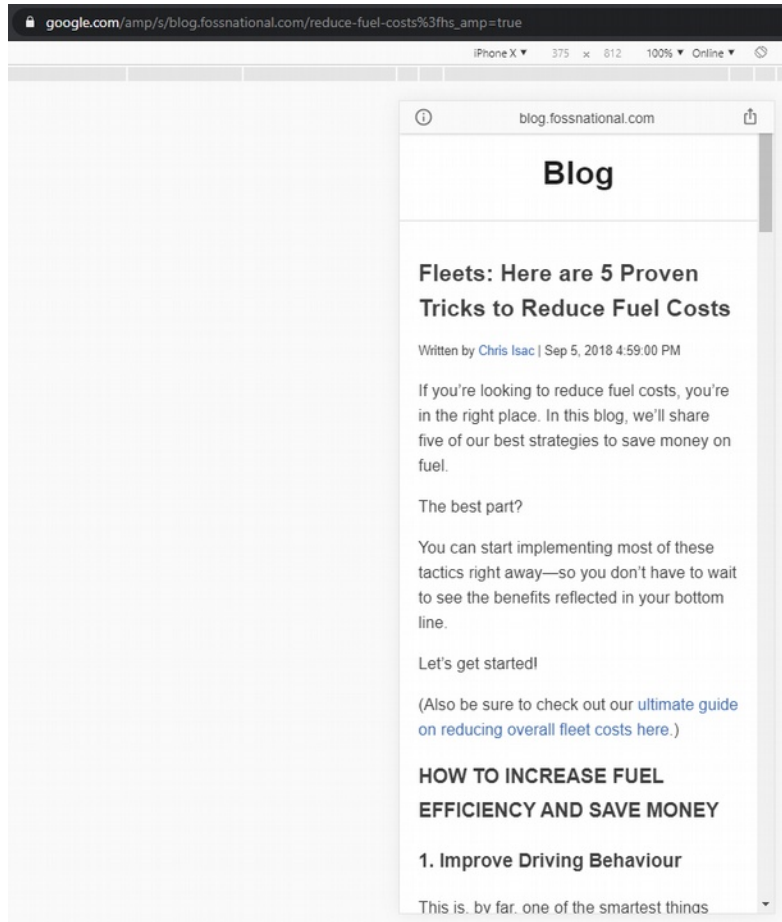 google.com/amp/s/blog.fossnational.com/reduce-fuel-costs%3fhs_amp=true
iPhone X ▼ 375 x 812 100% ▼ Online ▼
blog.fossnational.com
Blog
Fleets: Here are 5 Proven
Tricks to Reduce Fuel Costs
Written by Chris Isac | Sep 5, 2018 4:59:00 PM
If you're looking to reduce fuel costs, you're
in the right place. In this blog, we'll share
five of our best strategies to save money on
fuel.
The best part?
You can start implementing most of these
tactics right away—so you don't have to wait
to see the benefits reflected in your bottom
line.
Let's get started!
(Also be sure to check out our ultimate guide
on reducing overall fleet costs here.)
HOW TO INCREASE FUEL
EFFICIENCY AND SAVE MONEY
1. Improve Driving Behaviour
This is, by far, one of the smartest things